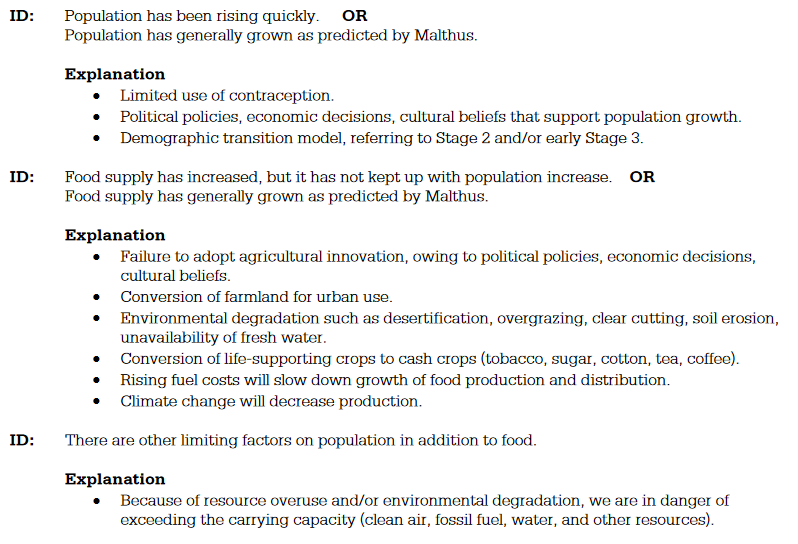 ID: Population has been rising quickly. OR
Population has generally grown as predicted by Malthus.
Explanation
• Limited use of contraception.
• Political policies, economic decisions, cultural beliefs that support population growth.
• Demographic transition model, referring to Stage 2 and/or early Stage 3.
ID: Food supply has increased, but it has not kept up with population increase. OR
Food supply has generally grown as predicted by Malthus.
Explanation
• Failure to adopt agricultural innovation, owing to political policies, economic decisions,
cultural beliefs.
• Conversion of farmland for urban use.
• Environmental degradation such as desertification, overgrazing, clear cutting, soil erosion,
unavailability of fresh water.
• Conversion of life-supporting crops to cash crops (tobacco, sugar, cotton, tea, coffee).
• Rising fuel costs will slow down growth of food production and distribution.
• Climate change will decrease production.
ID: There are other limiting factors on population in addition to food.
Explanation
• Because of resource overuse and/or environmental degradation, we are in danger of
exceeding the carrying capacity (clean air, fossil fuel, water, and other resources).